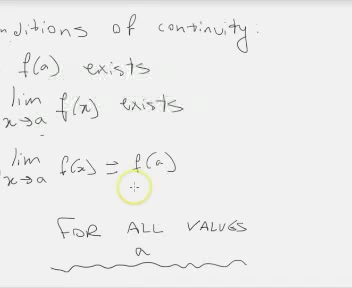 nditions of continuity:
f(a) exists
lim f(x) exists
x→a
lim f(x) = f(a)
x→a
FOR ALL VALUES
a